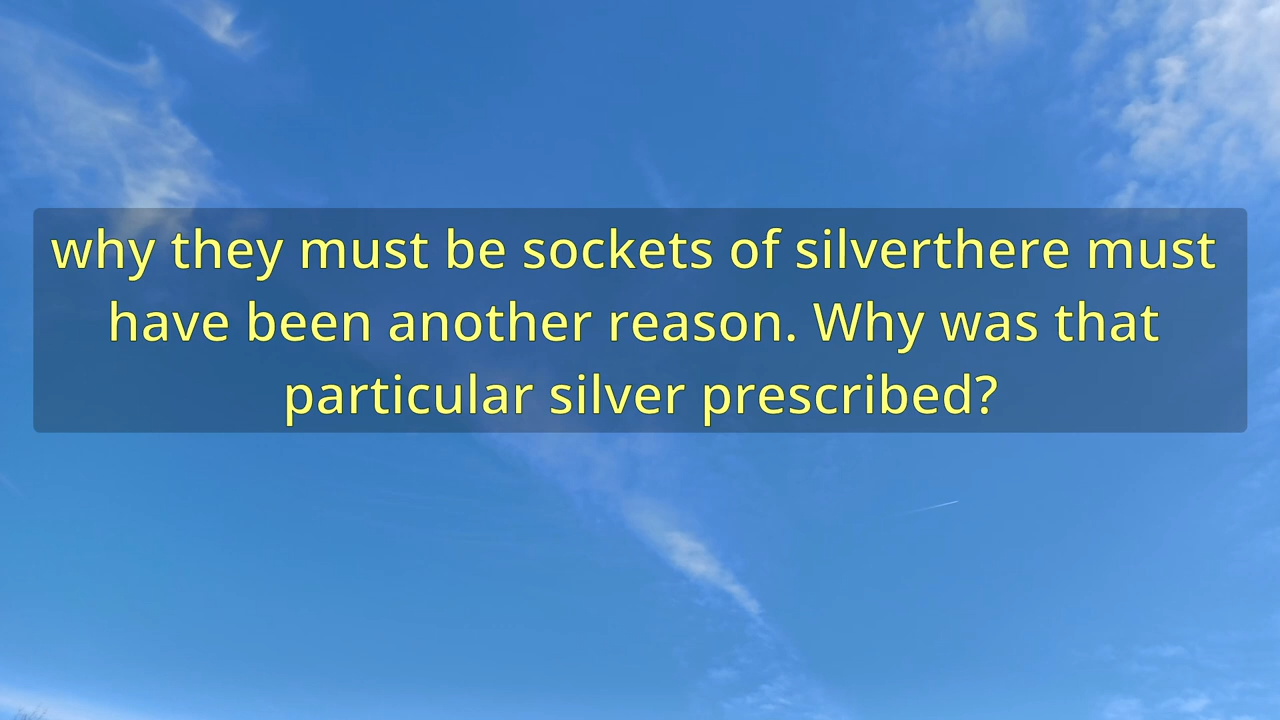 why they must be sockets of silverthere must
have been another reason. Why was that
particular silver prescribed?